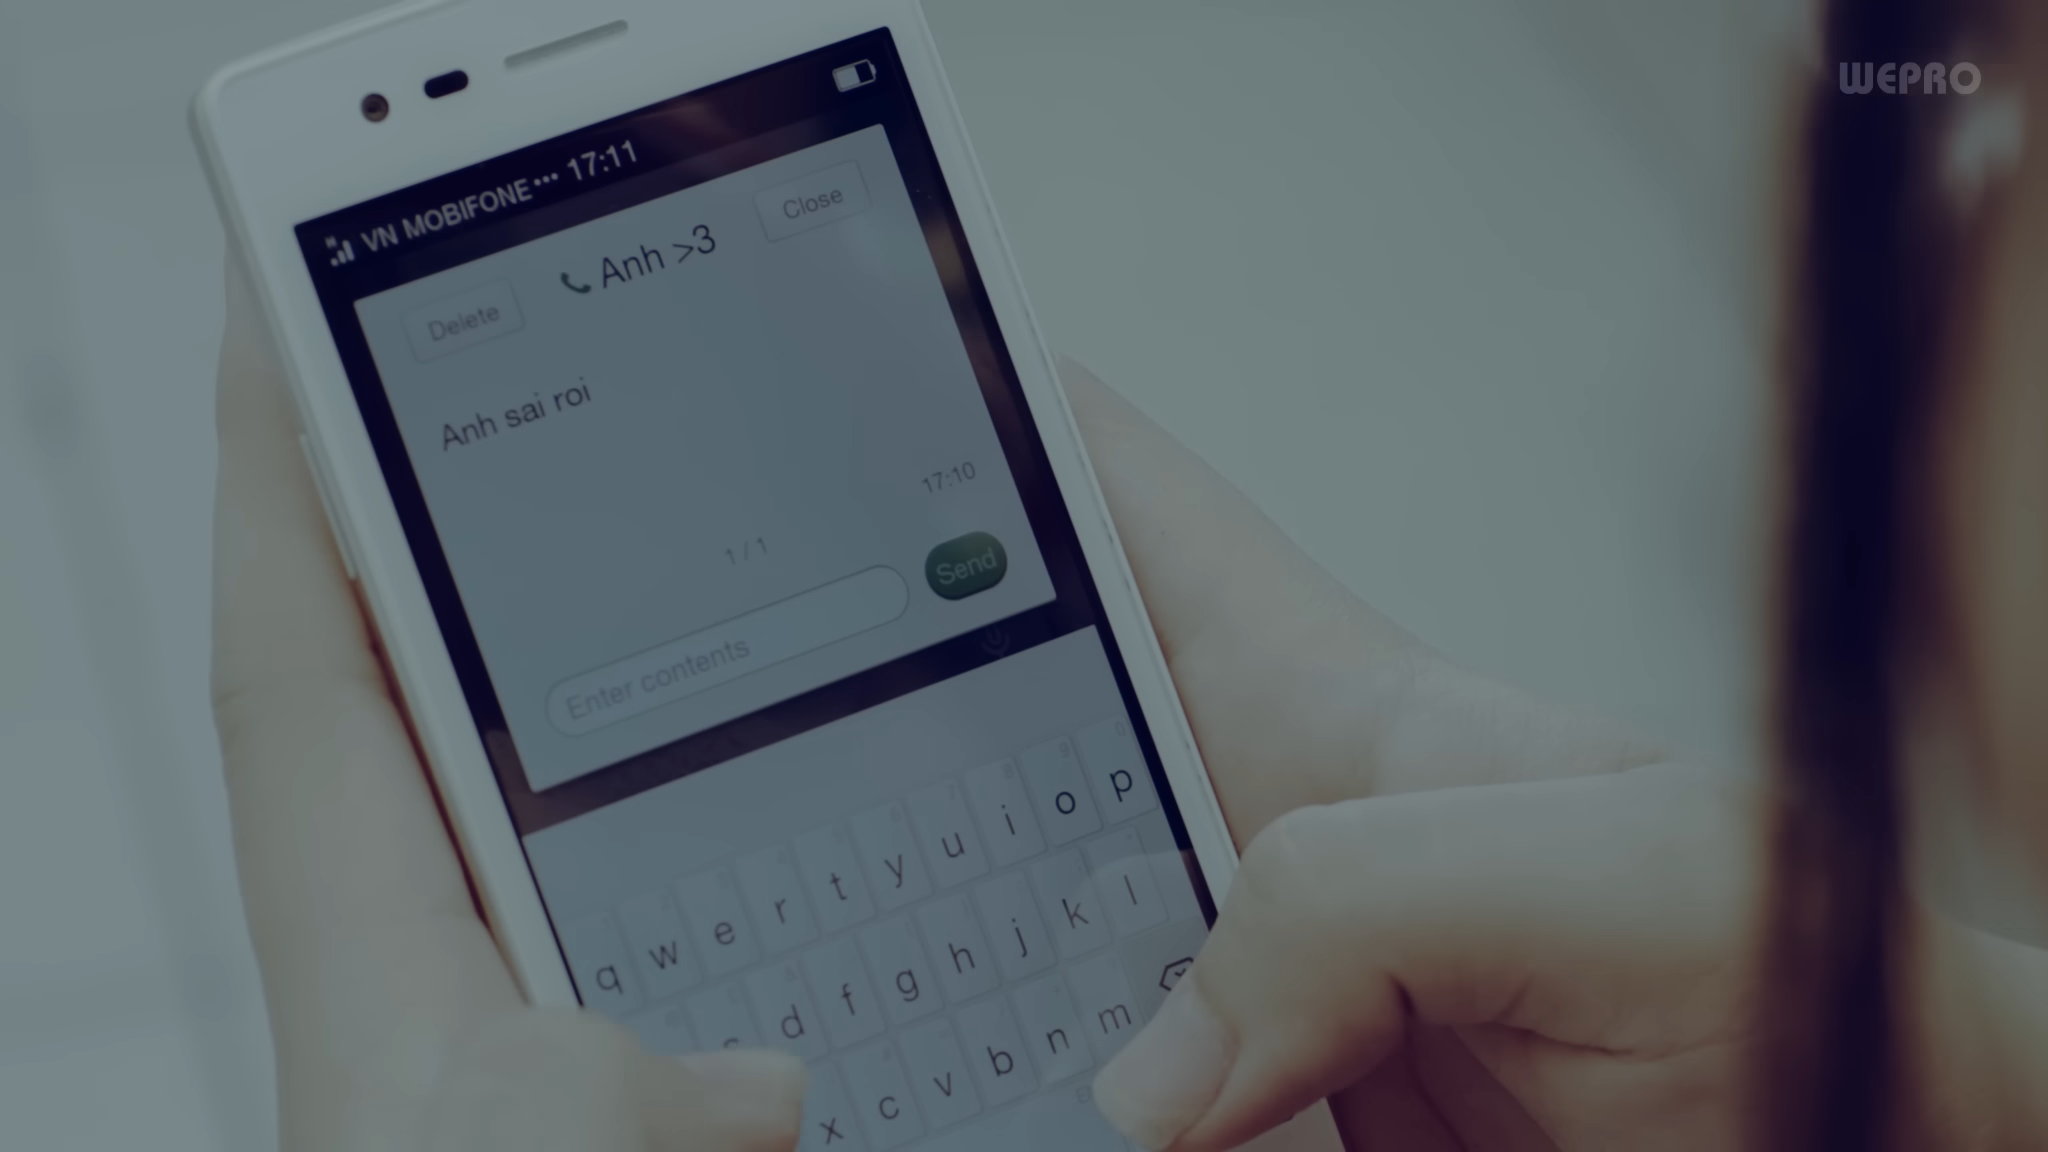 WEPRO
VN MOBIFONE••• 17:11
Close
Anh >3
Delete
Anh sai roi
17:10
1 / 1
Send
Enter contents
q w e r t y u i o p
s d f g h j k l
x c v b n m